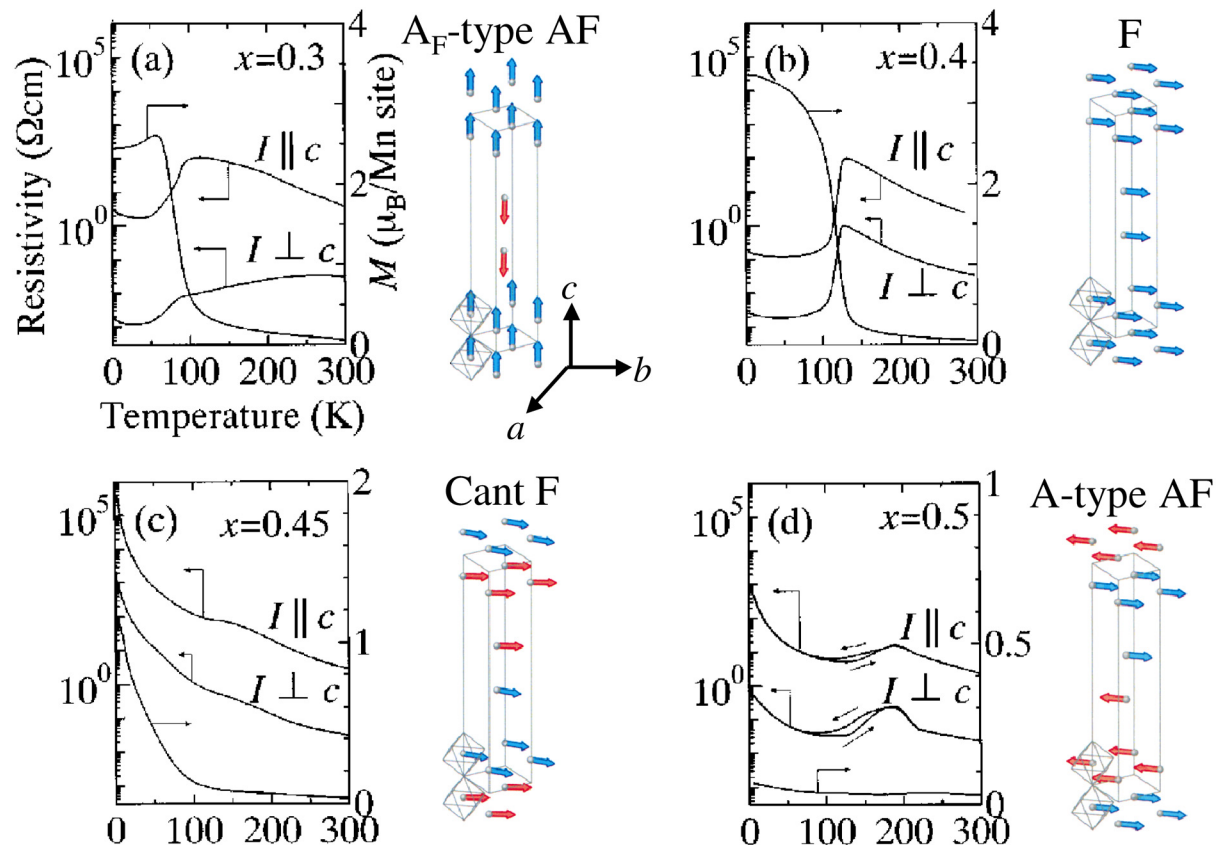 A_F-type AF
(a) x=0.3
10^5
10^0
Resistivity (Ωcm)
I ∥ c
I ⊥ c
4
2
0
M (μ_B/Mn site)
0 100 200 300
Temperature (K)
c
b
a
F
(b) x=0.4
10^5
10^0
I ∥ c
I ⊥ c
4
2
0
0 100 200 300
Cant F
(c) x=0.45
10^5
10^0
I ∥ c
I ⊥ c
2
1
0
0 100 200 300
A-type AF
(d) x=0.5
10^5
10^0
I ∥ c
I ⊥ c
1
0.5
0
0 100 200 300